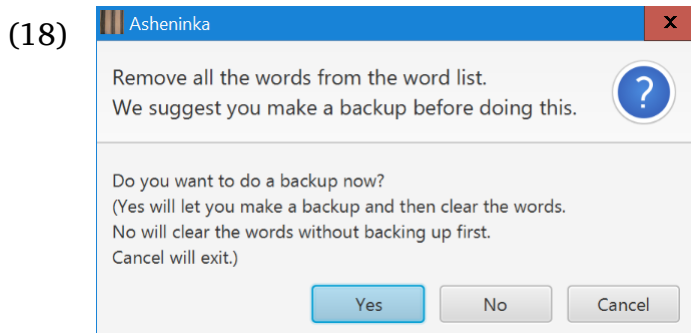 (18)
Asheninka
X
Remove all the words from the word list.
We suggest you make a backup before doing this.
?
Do you want to do a backup now?
(Yes will let you make a backup and then clear the words.
No will clear the words without backing up first.
Cancel will exit.)
Yes No Cancel